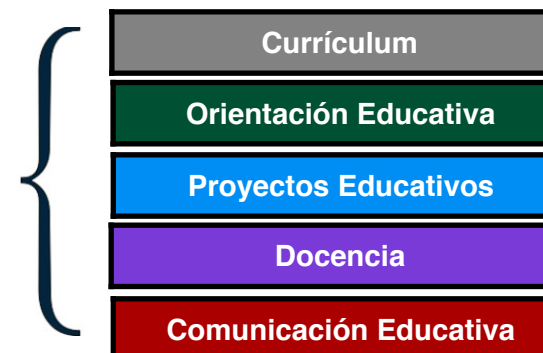 Currículum
Orientación Educativa
Proyectos Educativos
Docencia
Comunicación Educativa